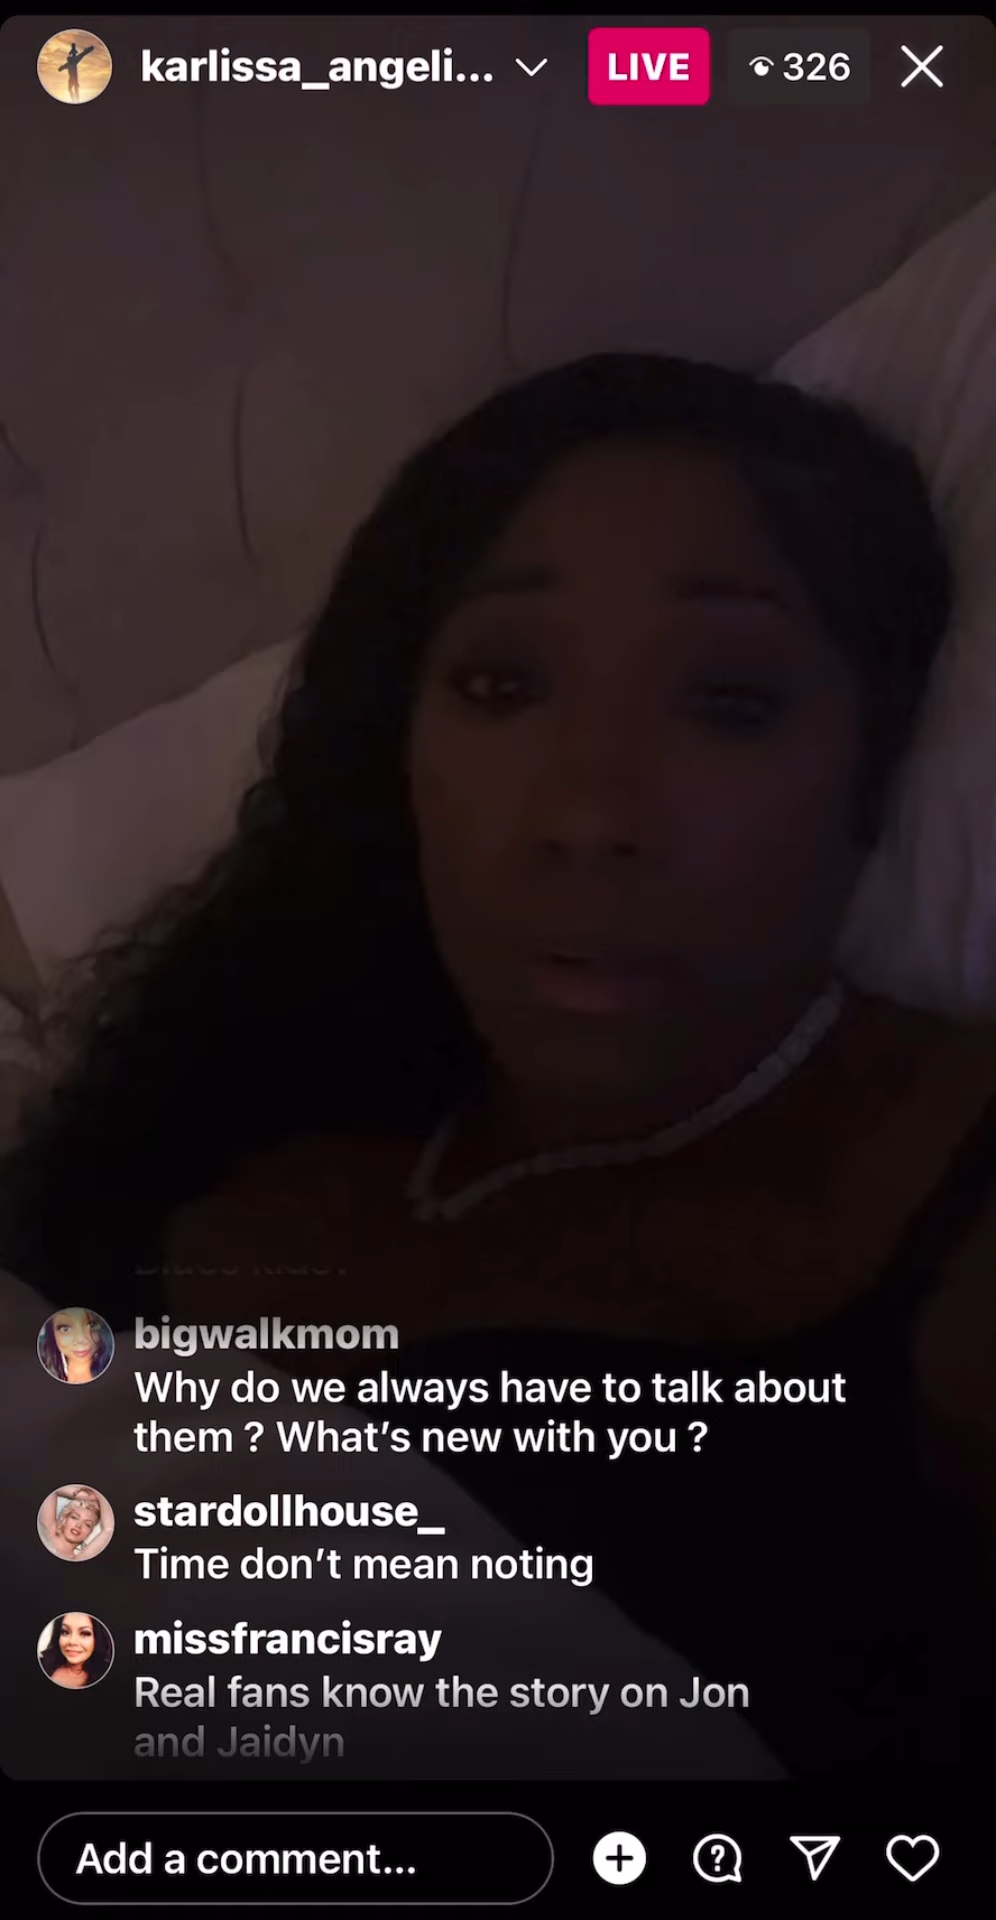 karlissa_angeli...
LIVE
326
bigwalkmom
Why do we always have to talk about
them ? What's new with you ?
stardollhouse_
Time don't mean noting
missfrancisray
Real fans know the story on Jon
and Jaidyn
Add a comment...